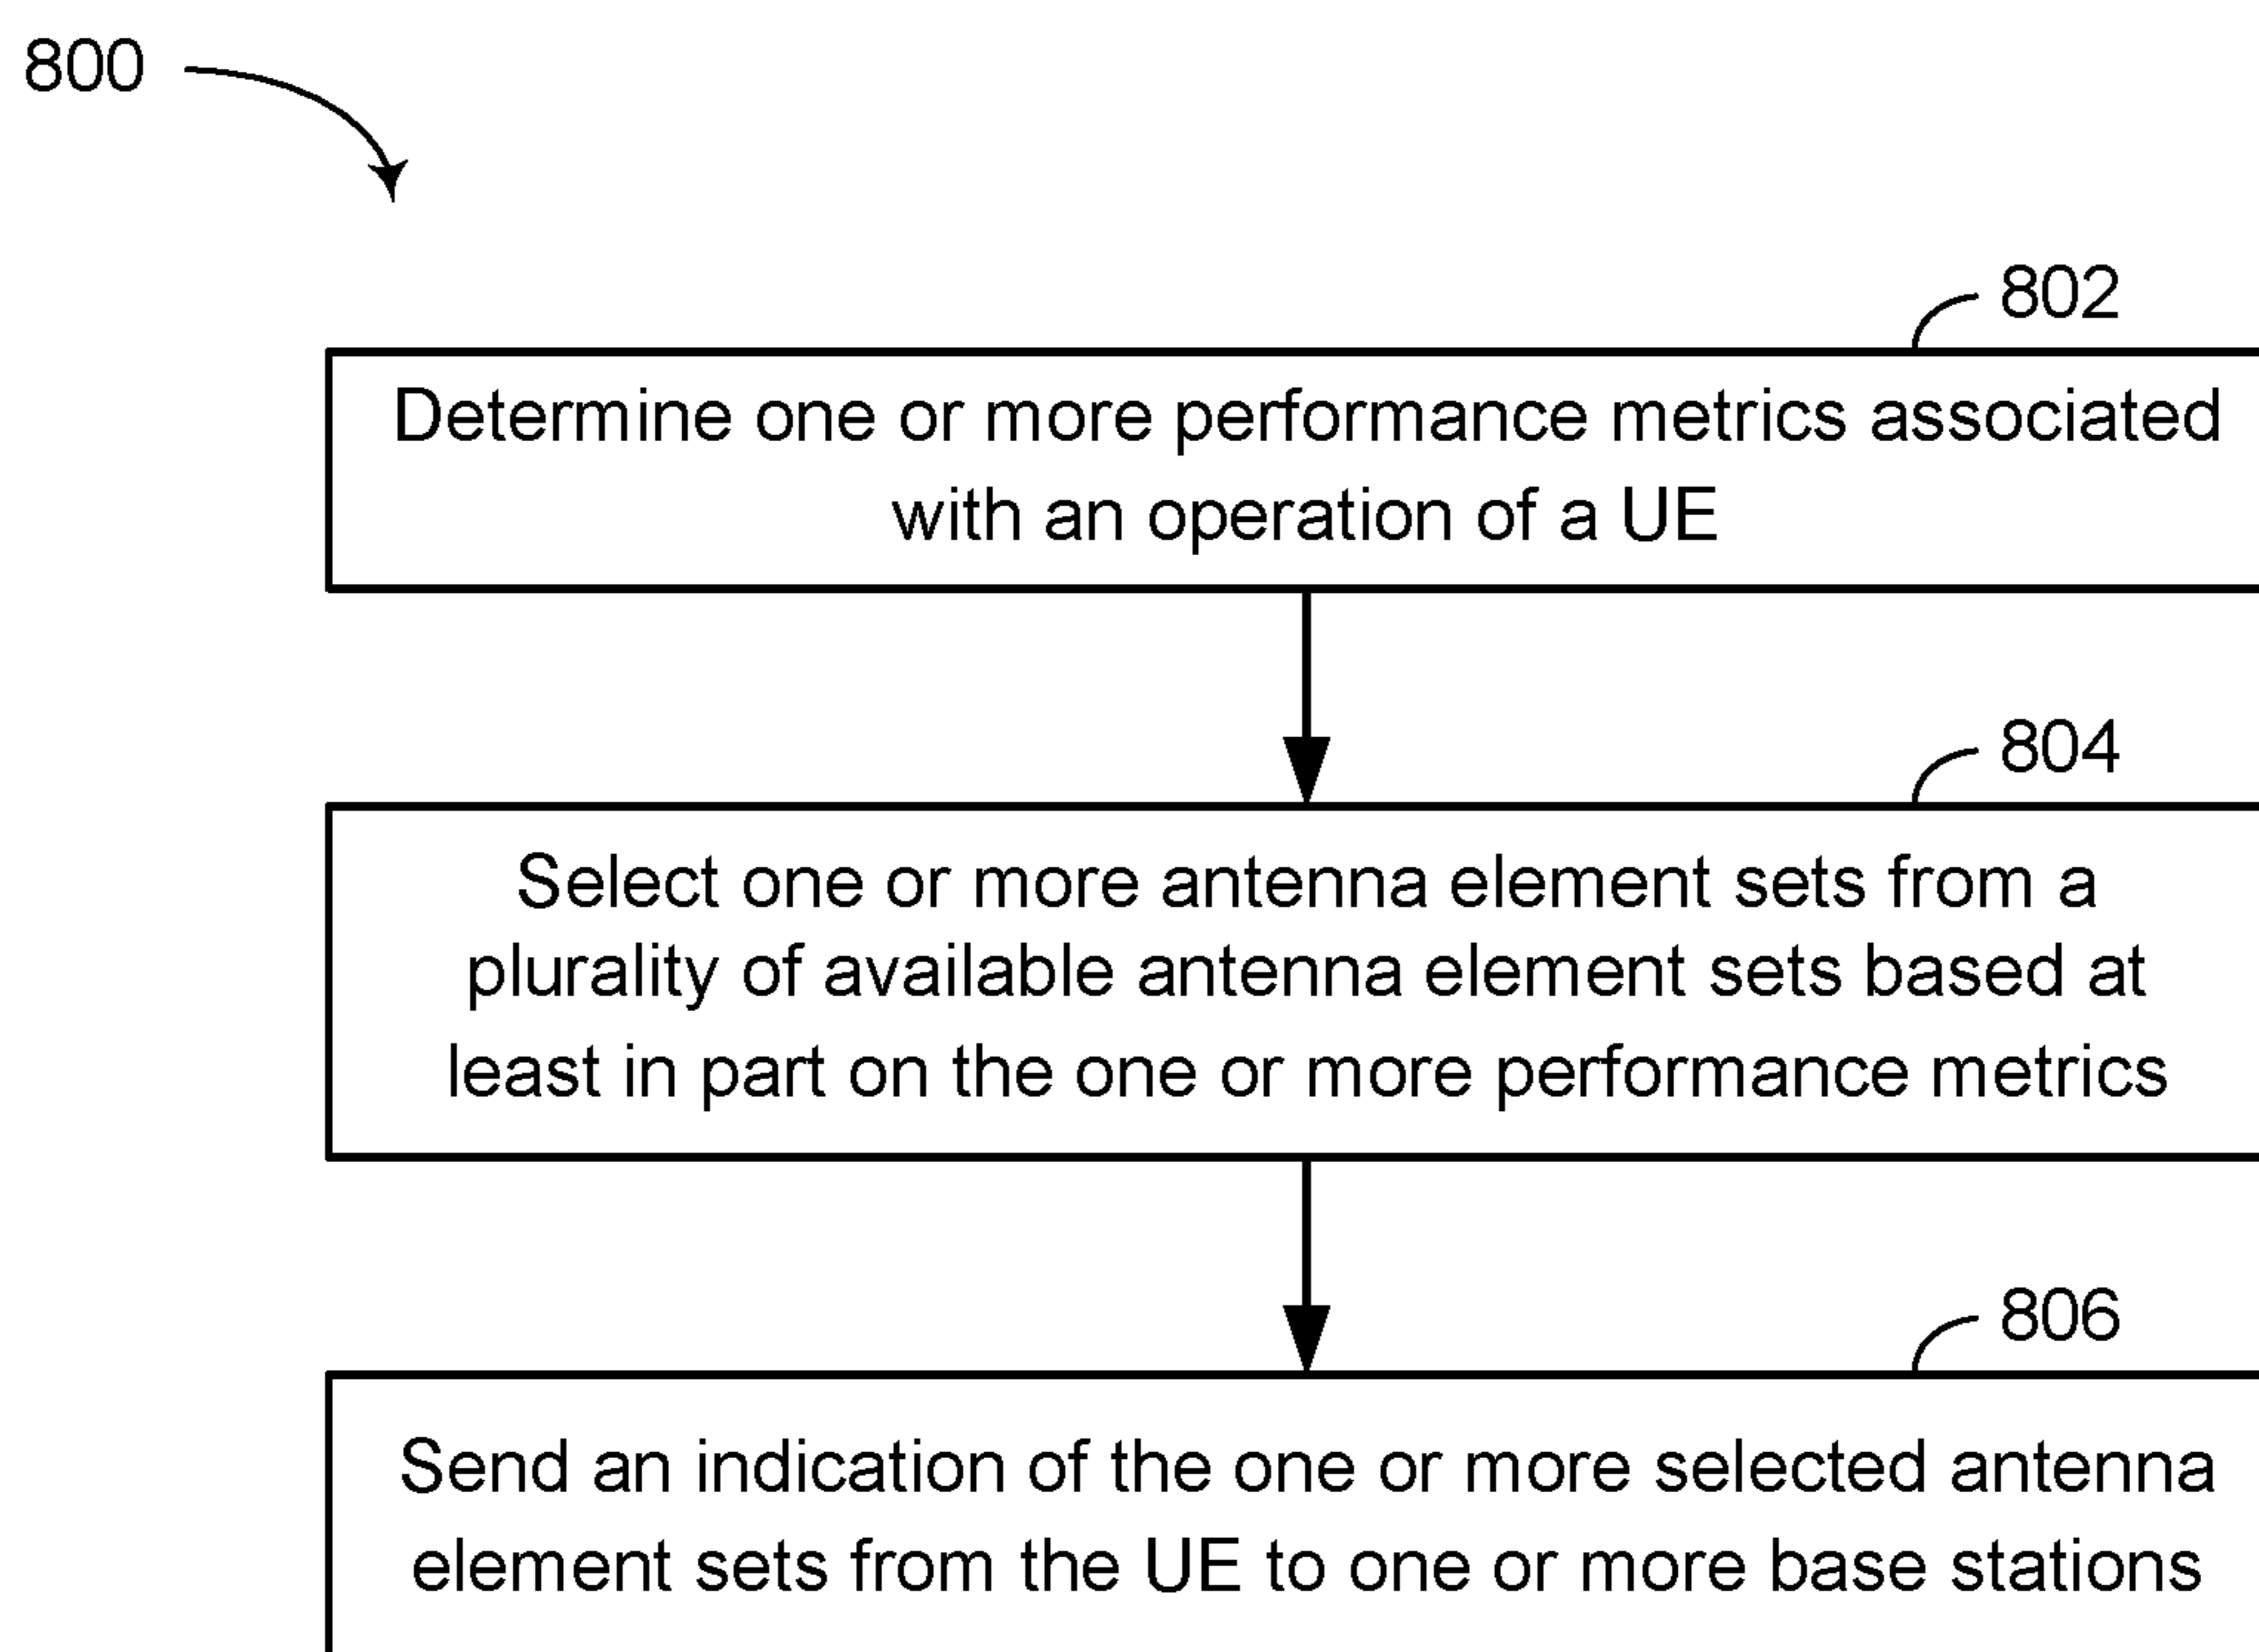 800
802
Determine one or more performance metrics associated
with an operation of a UE
804
Select one or more antenna element sets from a
plurality of available antenna element sets based at
least in part on the one or more performance metrics
806
Send an indication of the one or more selected antenna
element sets from the UE to one or more base stations